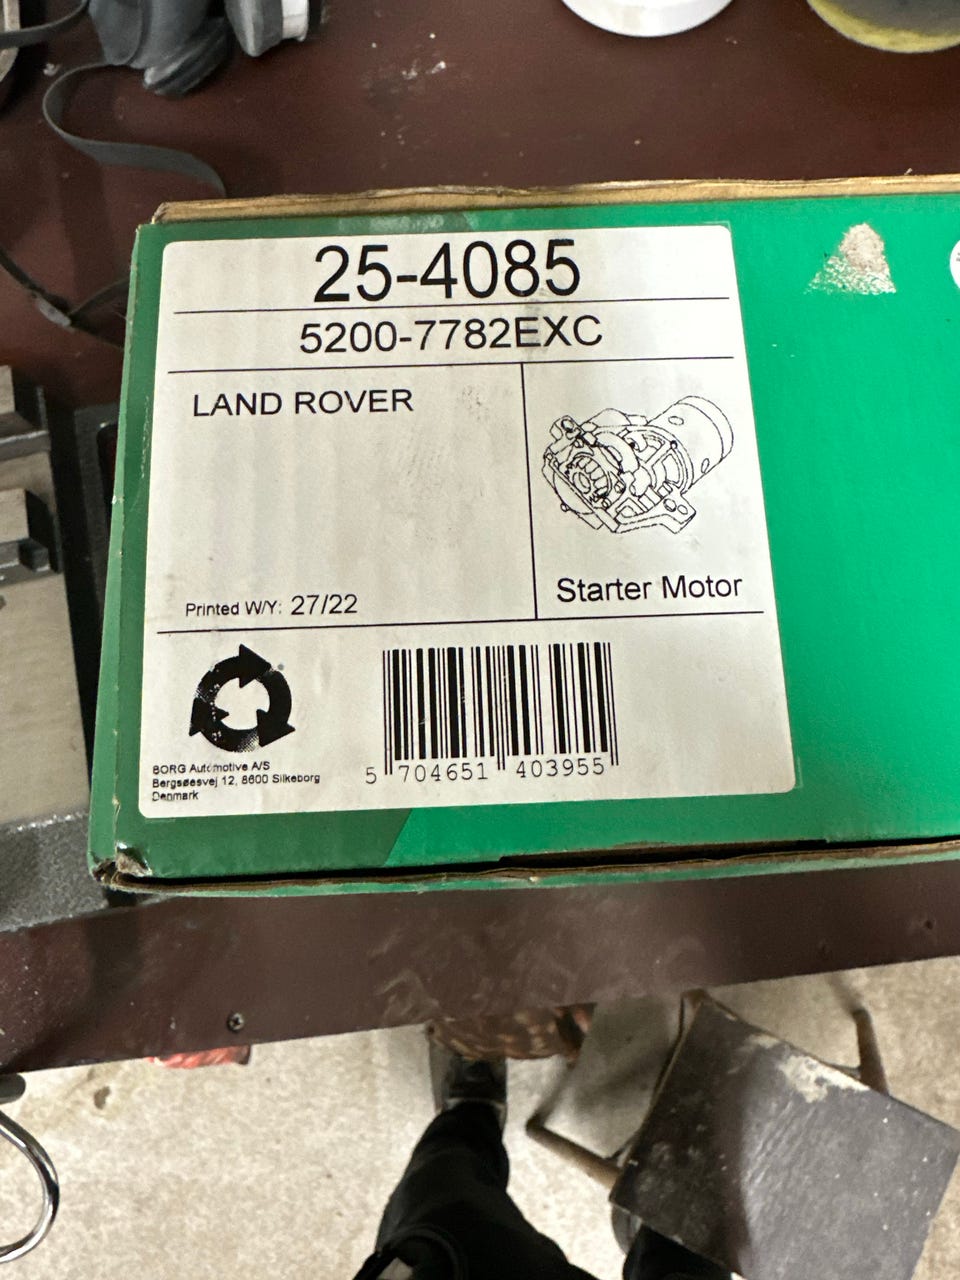 25-4085
5200-7782EXC
LAND ROVER
Printed W/Y: 27/22
Starter Motor
BORG Automotive A/S
Bergsøesvej 12, 8600 Silkeborg
Denmark
5 704651 403955